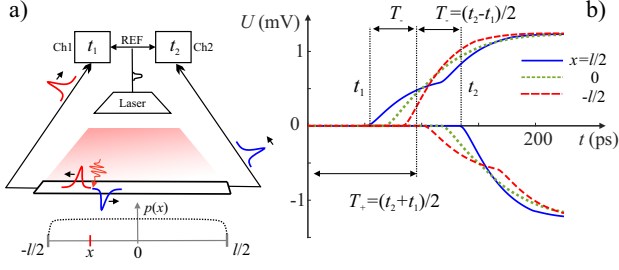 a)
Ch1
t₁
REF
t₂
Ch2
Laser
p(x)
-l/2
x
0
l/2
b)
U (mV)
T₋
T₋=(t₂-t₁)/2
1
t₁
t₂
x=l/2
0
-l/2
0
200
t (ps)
T₊=(t₂+t₁)/2
-1